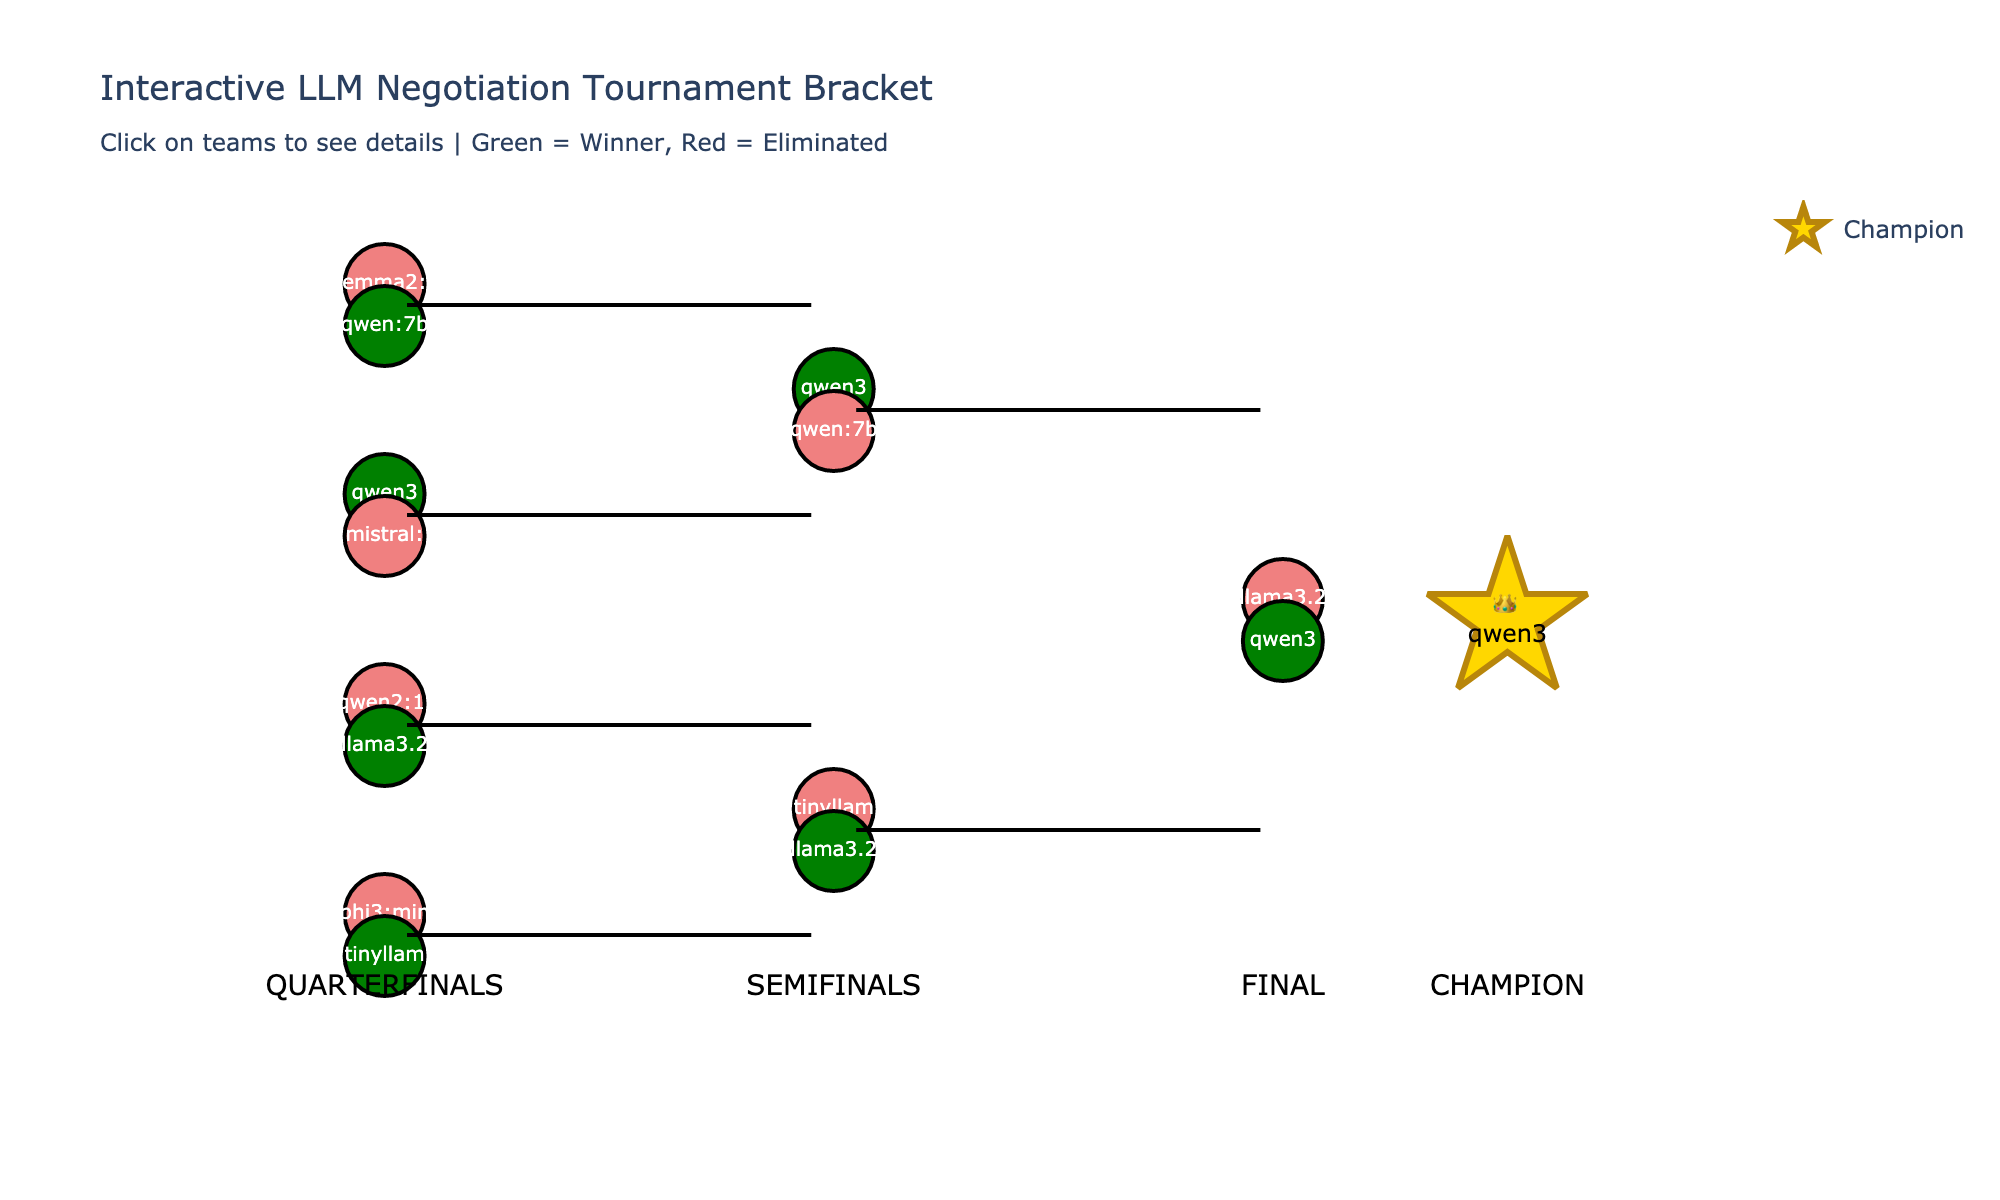 Interactive LLM Negotiation Tournament Bracket
Click on teams to see details | Green = Winner, Red = Eliminated
Champion
emma2:
qwen:7b
qwen3
qwen:7b
qwen3
mistral:
llama3.2
qwen3
qwen3
qwen2:1
llama3.2
tinyllam
llama3.2
phi3:min
tinyllam
QUARTERFINALS
SEMIFINALS
FINAL
CHAMPION